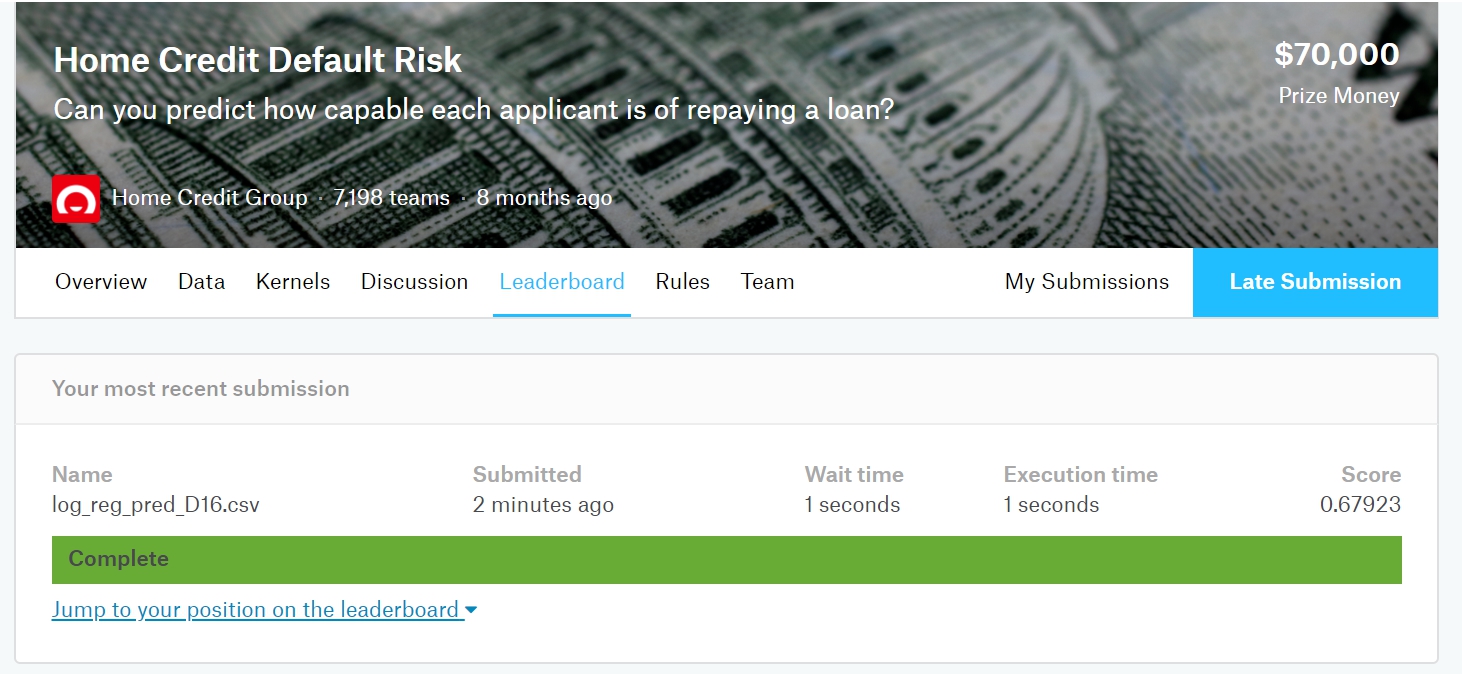 Home Credit Default Risk
$70,000
Can you predict how capable each applicant is of repaying a loan?
Prize Money
Home Credit Group · 7,198 teams · 8 months ago
Overview Data Kernels Discussion Leaderboard Rules Team My Submissions Late Submission
Your most recent submission
Name Submitted Wait time Execution time Score
log_reg_pred_D16.csv 2 minutes ago 1 seconds 1 seconds 0.67923
Complete
Jump to your position on the leaderboard